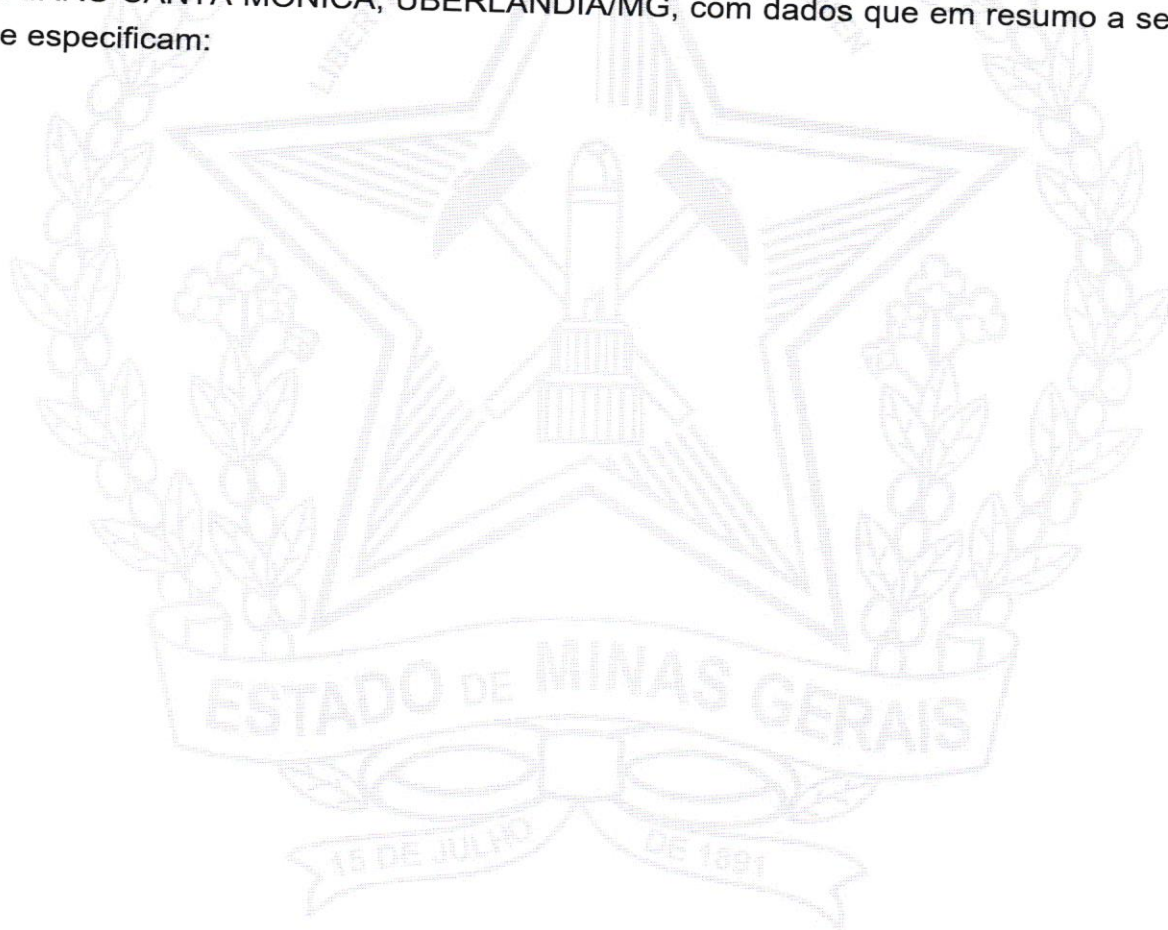 SANTA MÔNICA, UBERLÂNDIA/MG, com dados que em resumo a se
e especificam:
ESTADO DE MINAS GERAIS
15 DE JULHO DE 1891